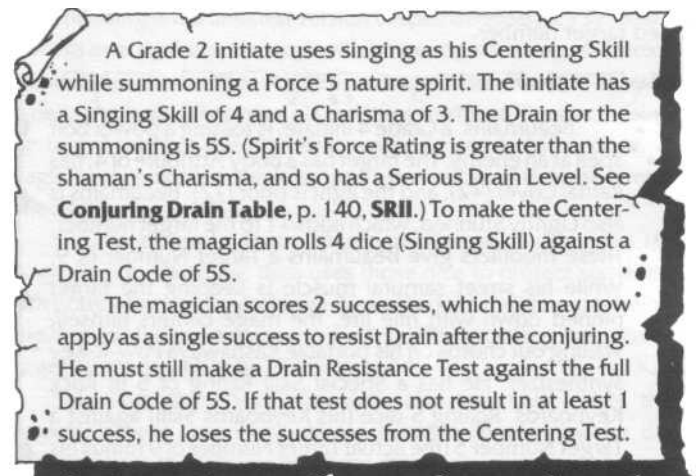 A Grade 2 initiate uses singing as his Centering Skill
while summoning a Force 5 nature spirit. The initiate has
a Singing Skill of 4 and a Charisma of 3. The Drain for the
summoning is 5S. (Spirit's Force Rating is greater than the
shaman's Charisma, and so has a Serious Drain Level. See
Conjuring Drain Table, p. 140, SRII.) To make the Center-
ing Test, the magician rolls 4 dice (Singing Skill) against a
Drain Code of 5S.
The magician scores 2 successes, which he may now
apply as a single success to resist Drain after the conjuring.
He must still make a Drain Resistance Test against the full
Drain Code of 5S. If that test does not result in at least 1
success, he loses the successes from the Centering Test.